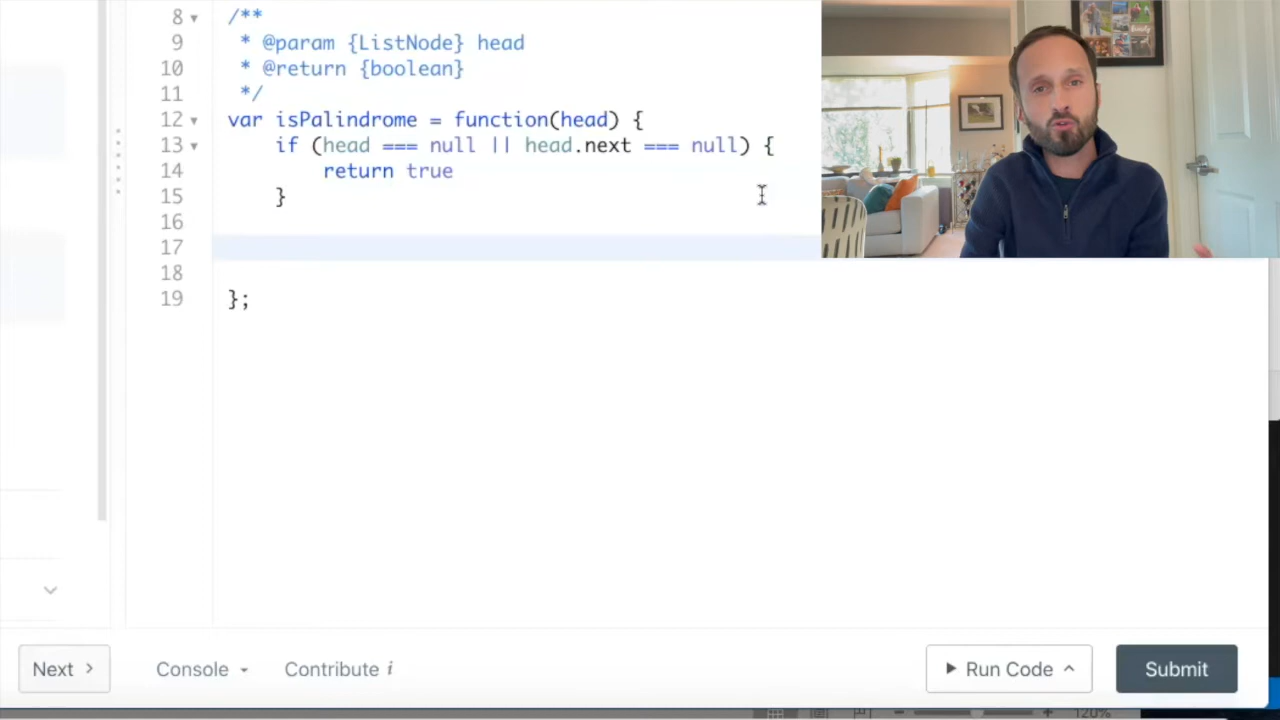 8 /**
9 * @param {ListNode} head
10 * @return {boolean}
11 */
12 var isPalindrome = function(head) {
13 if (head === null || head.next === null) {
14 return true
15 }
16
17
18
19 };
Next Console Contribute i Run Code Submit
120%